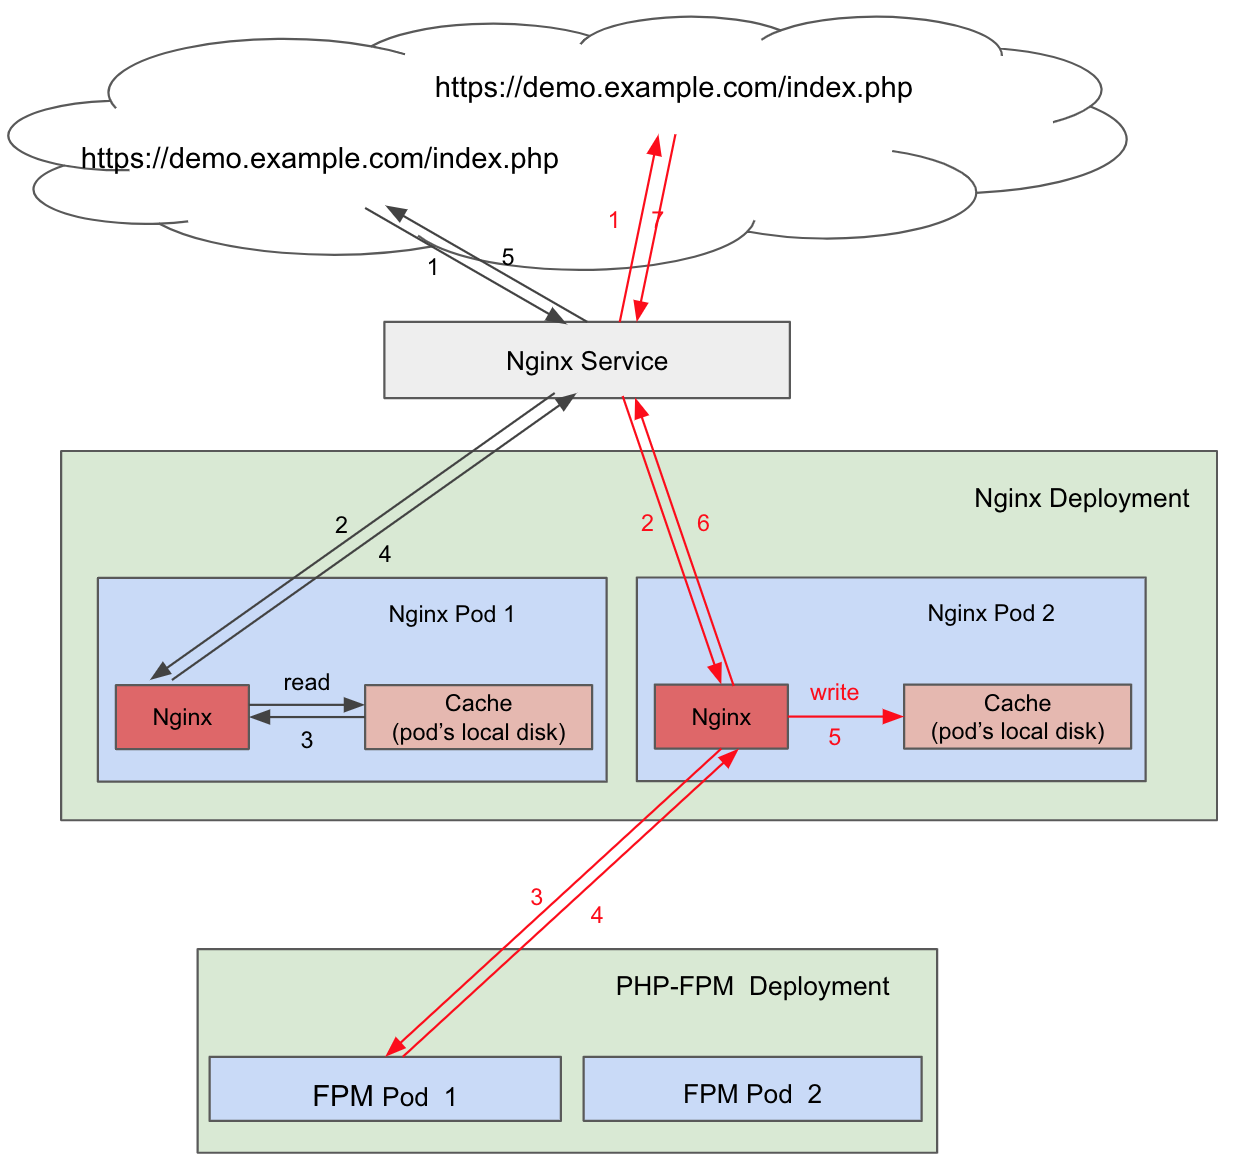 https://demo.example.com/index.php
https://demo.example.com/index.php
1
7
5
1
Nginx Service
Nginx Deployment
2
4
2
6
Nginx Pod 1
Nginx Pod 2
read
Nginx
3
Cache
(pod’s local disk)
write
Nginx
5
Cache
(pod’s local disk)
3
4
PHP-FPM  Deployment
FPM Pod  1
FPM Pod  2